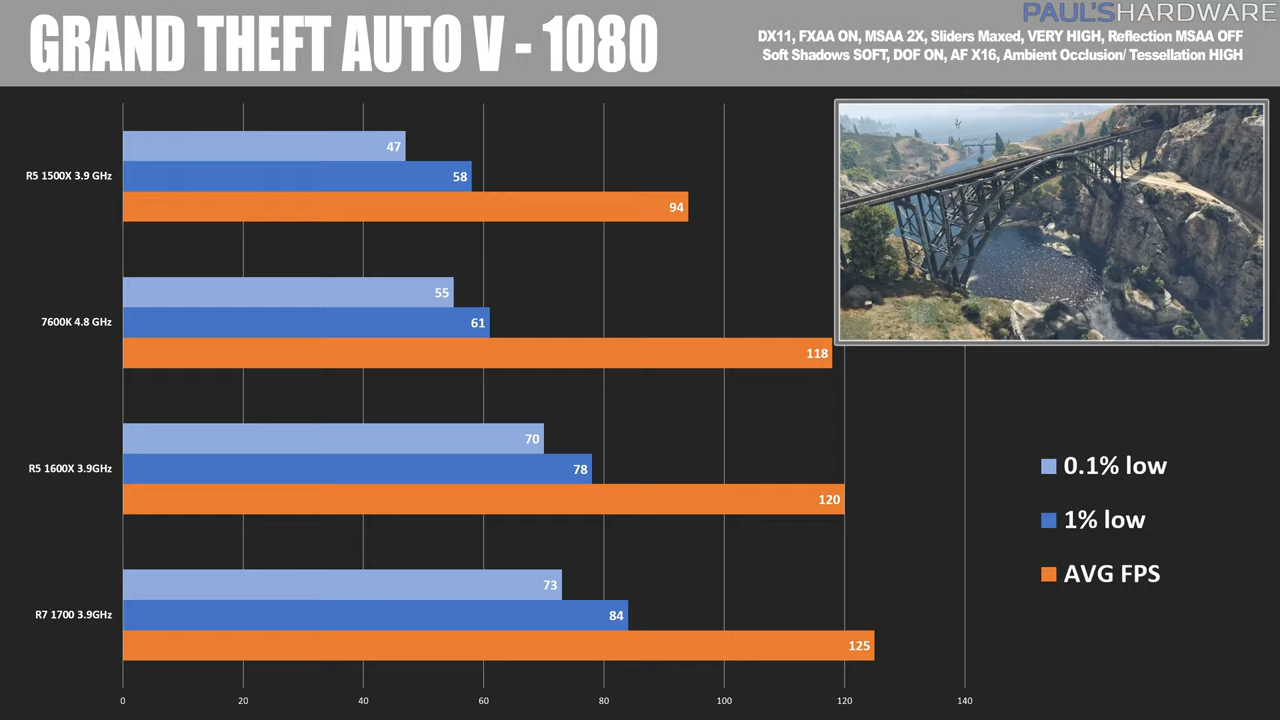 GRAND THEFT AUTO V - 1080
PAUL'SHARDWARE
DX11, FXAA ON, MSAA 2X, Sliders Maxed, VERY HIGH, Reflection MSAA OFF
Soft Shadows SOFT, DOF ON, AF X16, Ambient Occlusion/ Tessellation HIGH
47
R5 1500X 3.9 GHz
58
94
55
7600K 4.8 GHz
61
118
70
R5 1600X 3.9GHz
78
120
73
R7 1700 3.9GHz
84
125
0.1% low
1% low
AVG FPS
0 20 40 60 80 100 120 140